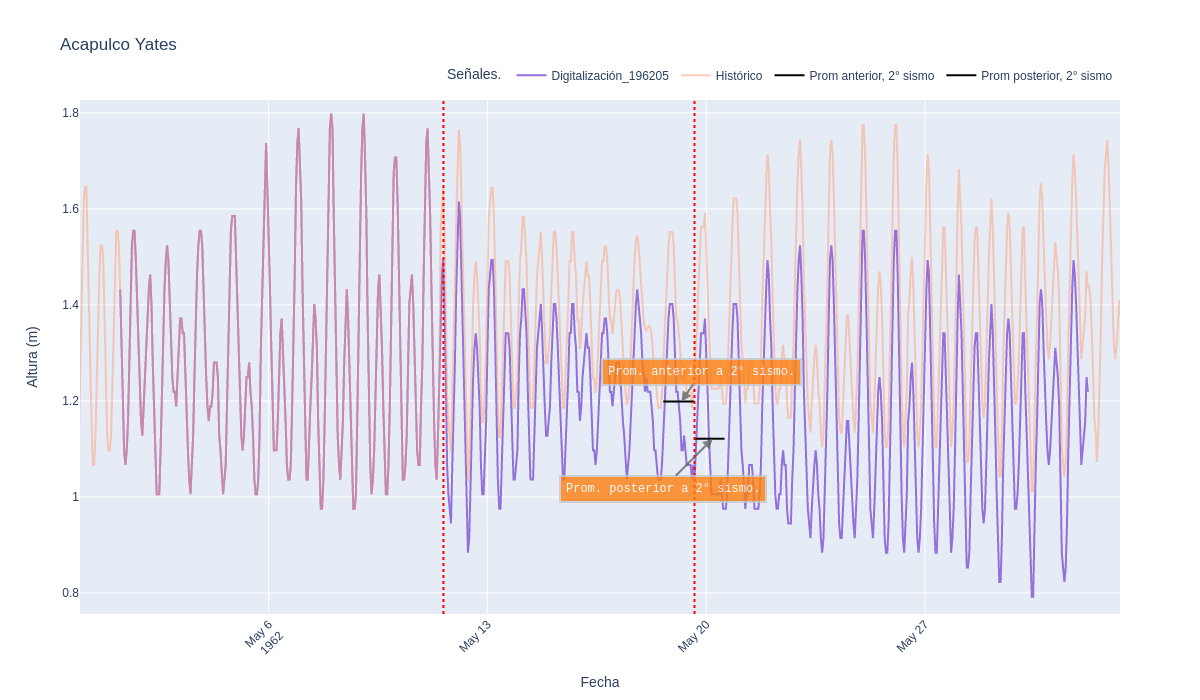 Acapulco Yates
Señales. Digitalización_196205 Histórico Prom anterior, 2° sismo Prom posterior, 2° sismo
1.8
1.6
1.4
1.2
1
0.8
Altura (m)
Prom. anterior a 2° sismo.
Prom. posterior a 2° sismo.
May 6
1962
May 13
May 20
May 27
Fecha